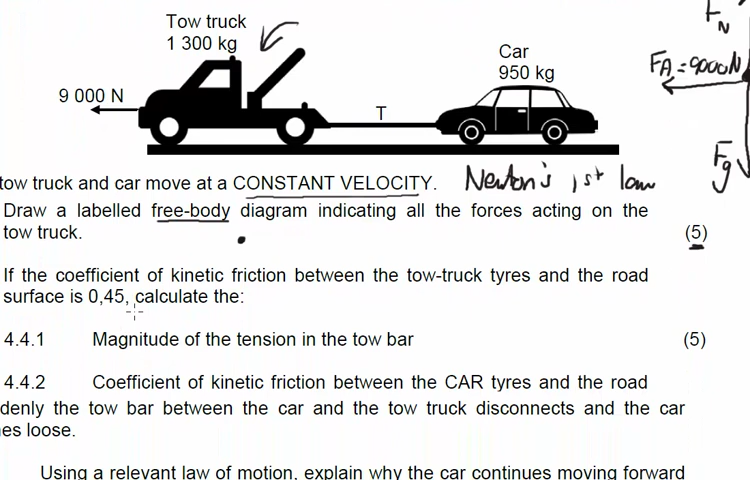 Tow truck
1 300 kg
Car
950 kg
F_N
F_A = 9000N
9 000 N
T
F_g
tow truck and car move at a CONSTANT VELOCITY. Newton's 1st law
Draw a labelled free-body diagram indicating all the forces acting on the
tow truck. (5)
If the coefficient of kinetic friction between the tow-truck tyres and the road
surface is 0,45, calculate the:
4.4.1 Magnitude of the tension in the tow bar (5)
4.4.2 Coefficient of kinetic friction between the CAR tyres and the road
denly the tow bar between the car and the tow truck disconnects and the car
es loose.
Using a relevant law of motion, explain why the car continues moving forward